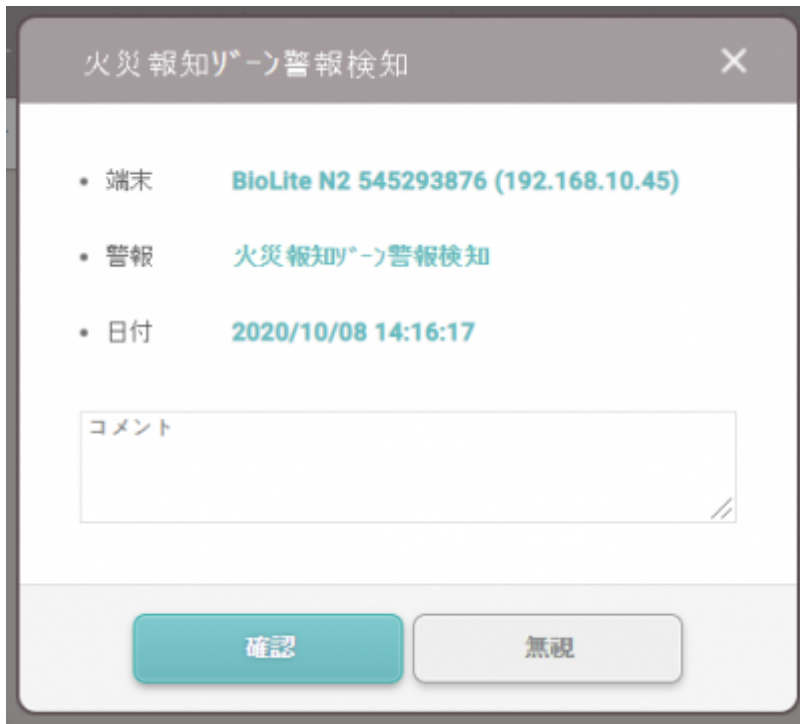 火災報知ｿﾞｰﾝ警報検知
端末 BioLite N2 545293876 (192.168.10.45)
警報 火災報知ｿﾞｰﾝ警報検知
日付 2020/10/08 14:16:17
コメント
確認 無視